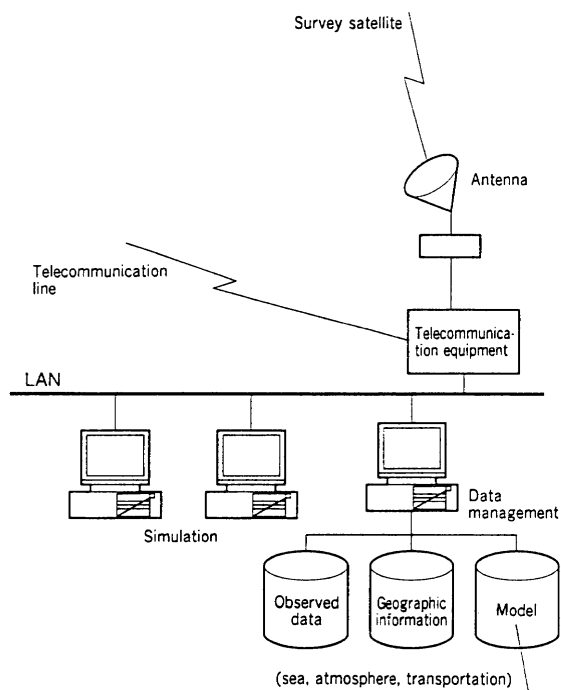 Survey satellite
Antenna
Telecommunication
line
Telecommunica-
tion equipment
LAN
Data
management
Simulation
Observed
data
Geographic
information
Model
(sea, atmosphere, transportation)